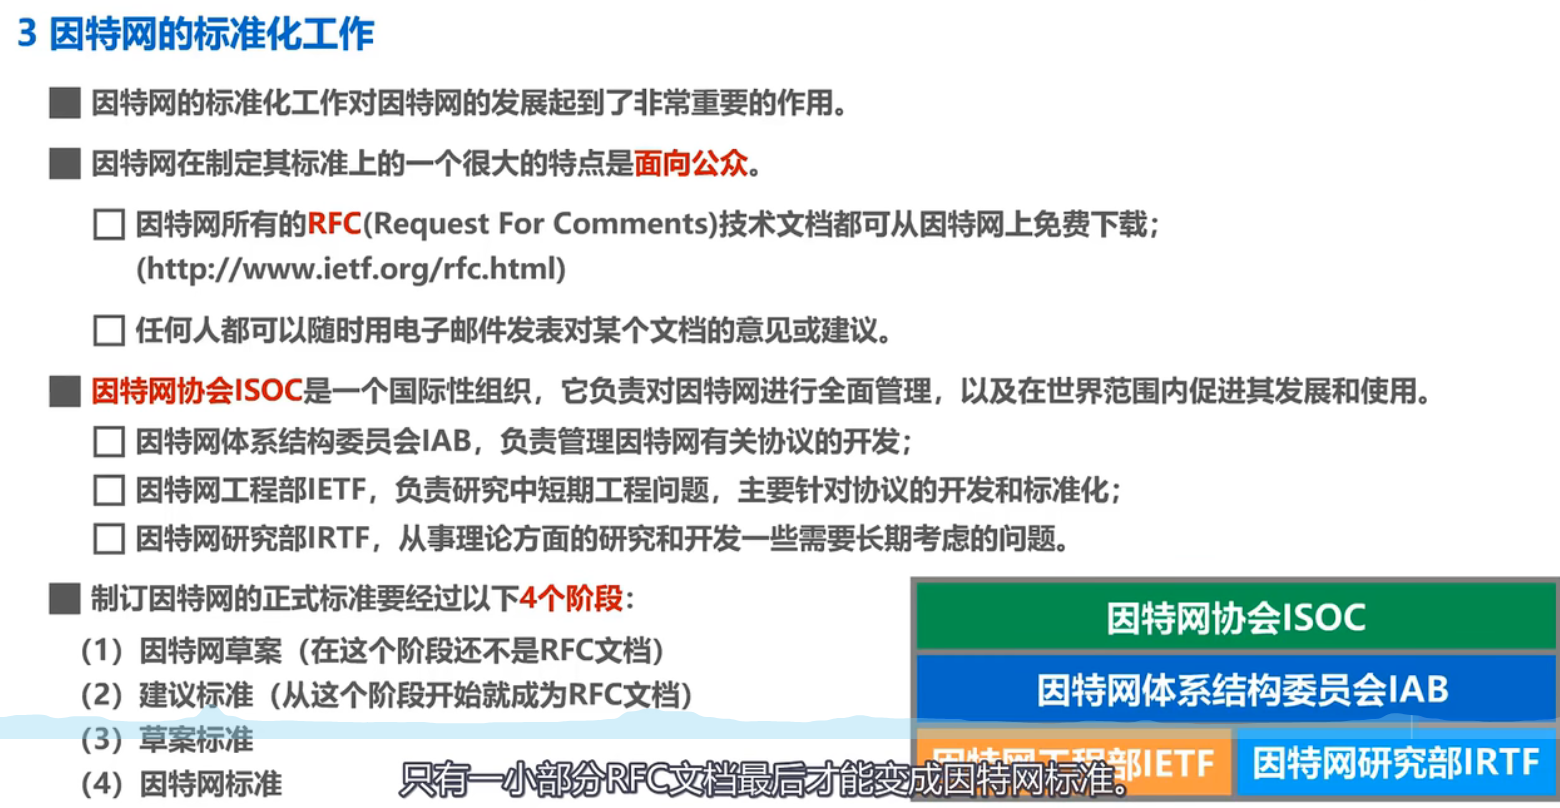 3 因特网的标准化工作
因特网的标准化工作对因特网的发展起到了非常重要的作用。
因特网在制定其标准上的一个很大的特点是面向公众。
因特网所有的RFC(Request For Comments)技术文档都可从因特网上免费下载；
(http://www.ietf.org/rfc.html)
任何人都可以随时用电子邮件发表对某个文档的意见或建议。
因特网协会ISOC是一个国际性组织，它负责对因特网进行全面管理，以及在世界范围内促进其发展和使用。
因特网体系结构委员会IAB，负责管理因特网有关协议的开发；
因特网工程部IETF，负责研究中短期工程问题，主要针对协议的开发和标准化；
因特网研究部IRTF，从事理论方面的研究和开发一些需要长期考虑的问题。
制订因特网的正式标准要经过以下4个阶段：
（1）因特网草案（在这个阶段还不是RFC文档）
（2）建议标准（从这个阶段开始就成为RFC文档）
（3）草案标准
（4）因特网标准
因特网协会ISOC
因特网体系结构委员会IAB
因特网工程部IETF
因特网研究部IRTF
只有一小部分RFC文档最后才能变成因特网标准。